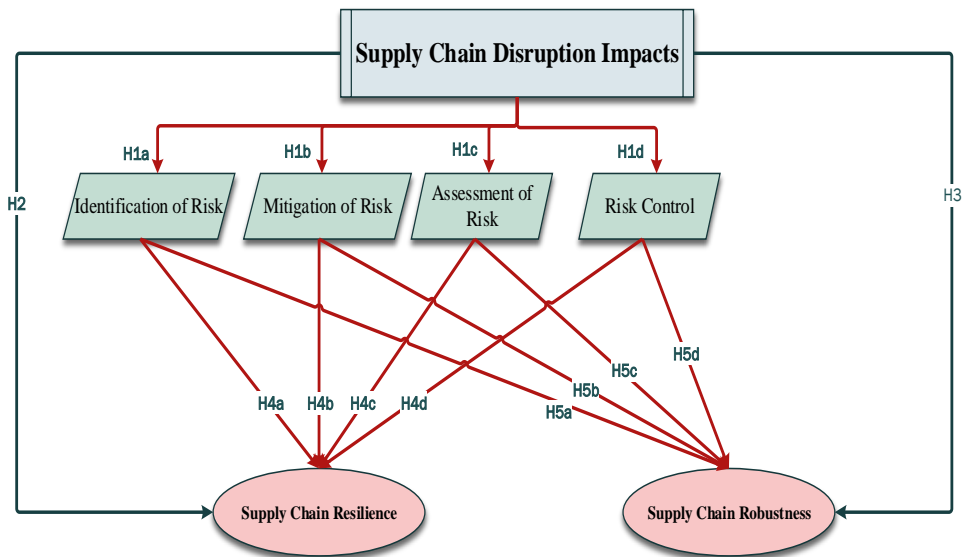 Supply Chain Disruption Impacts
H1a
H1b
H1c
H1d
H2
H3
Identification of Risk
Mitigation of Risk
Assessment of
Risk
Risk Control
H4a
H4b
H4c
H4d
H5a
H5b
H5c
H5d
Supply Chain Resilience
Supply Chain Robustness